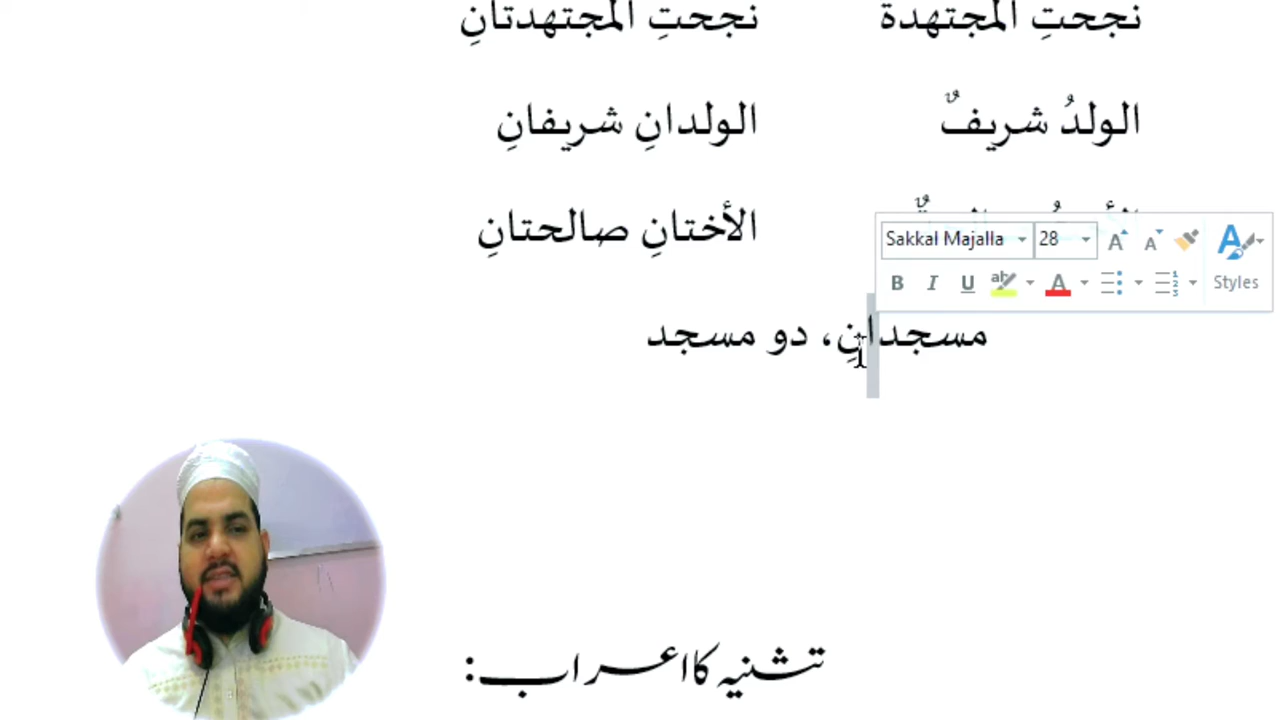 نجحتِ المجتهدة نجحتِ المجتهدتانِ
الولدُ شريفٌ الولدانِ شريفانِ
الأختانِ صالحتانِ
Sakkal Majalla 28
B I U ab A Styles
مسجدانِ، دو مسجد
تثنیہ کا اعراب: